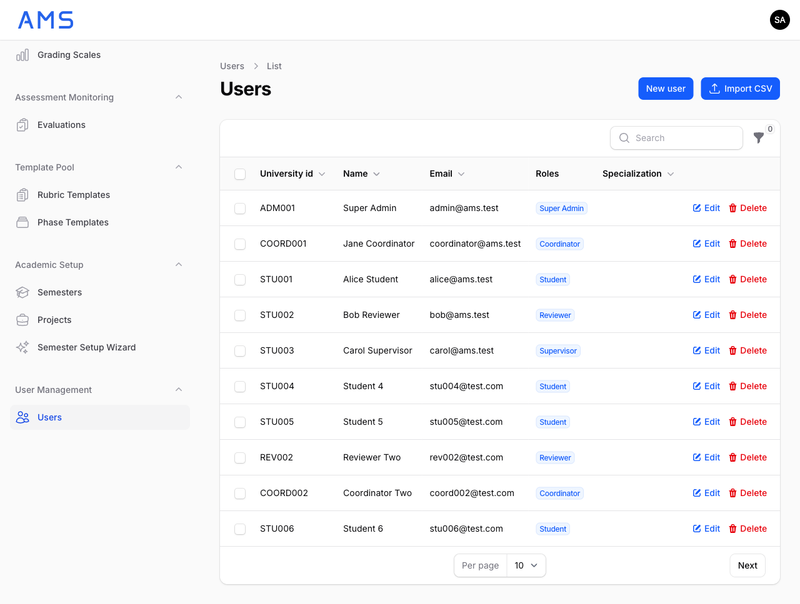 AMS
SA
Grading Scales
Assessment Monitoring
Evaluations
Template Pool
Rubric Templates
Phase Templates
Academic Setup
Semesters
Projects
Semester Setup Wizard
User Management
Users
Users > List
Users
New user Import CSV
Search 0
University id Name Email Roles Specialization
ADM001 Super Admin admin@ams.test Super Admin Edit Delete
COORD001 Jane Coordinator coordinator@ams.test Coordinator Edit Delete
STU001 Alice Student alice@ams.test Student Edit Delete
STU002 Bob Reviewer bob@ams.test Reviewer Edit Delete
STU003 Carol Supervisor carol@ams.test Supervisor Edit Delete
STU004 Student 4 stu004@test.com Student Edit Delete
STU005 Student 5 stu005@test.com Student Edit Delete
REV002 Reviewer Two rev002@test.com Reviewer Edit Delete
COORD002 Coordinator Two coord002@test.com Coordinator Edit Delete
STU006 Student 6 stu006@test.com Student Edit Delete
Per page 10 Next